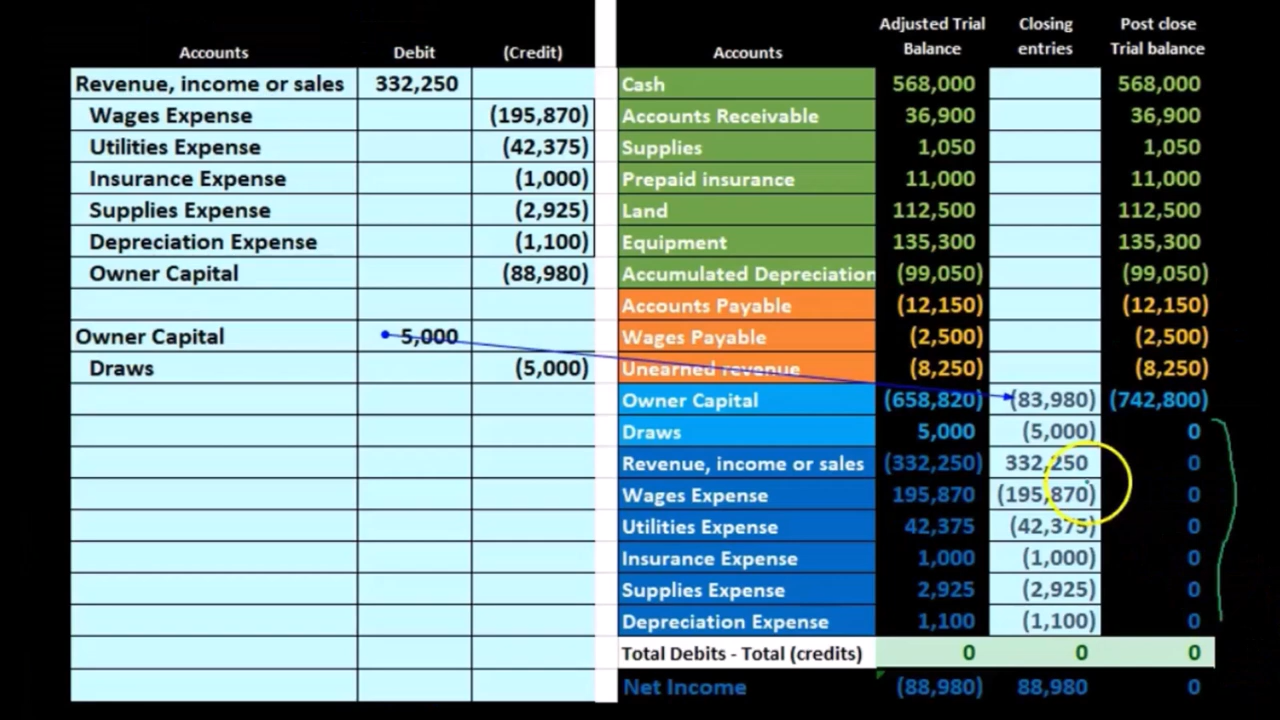 Accounts Debit (Credit)
Revenue, income or sales 332,250
Wages Expense (195,870)
Utilities Expense (42,375)
Insurance Expense (1,000)
Supplies Expense (2,925)
Depreciation Expense (1,100)
Owner Capital (88,980)
Owner Capital 5,000
Draws (5,000)
Adjusted Trial Closing Post close
Accounts Balance entries Trial balance
Cash 568,000 568,000
Accounts Receivable 36,900 36,900
Supplies 1,050 1,050
Prepaid insurance 11,000 11,000
Land 112,500 112,500
Equipment 135,300 135,300
Accumulated Depreciation (99,050) (99,050)
Accounts Payable (12,150) (12,150)
Wages Payable (2,500) (2,500)
Unearned revenue (8,250) (8,250)
Owner Capital (658,820) (83,980) (742,800)
Draws 5,000 (5,000) 0
Revenue, income or sales (332,250) 332,250 0
Wages Expense 195,870 (195,870) 0
Utilities Expense 42,375 (42,375) 0
Insurance Expense 1,000 (1,000) 0
Supplies Expense 2,925 (2,925) 0
Depreciation Expense 1,100 (1,100) 0
Total Debits - Total (credits) 0 0 0
Net Income (88,980) 88,980 0